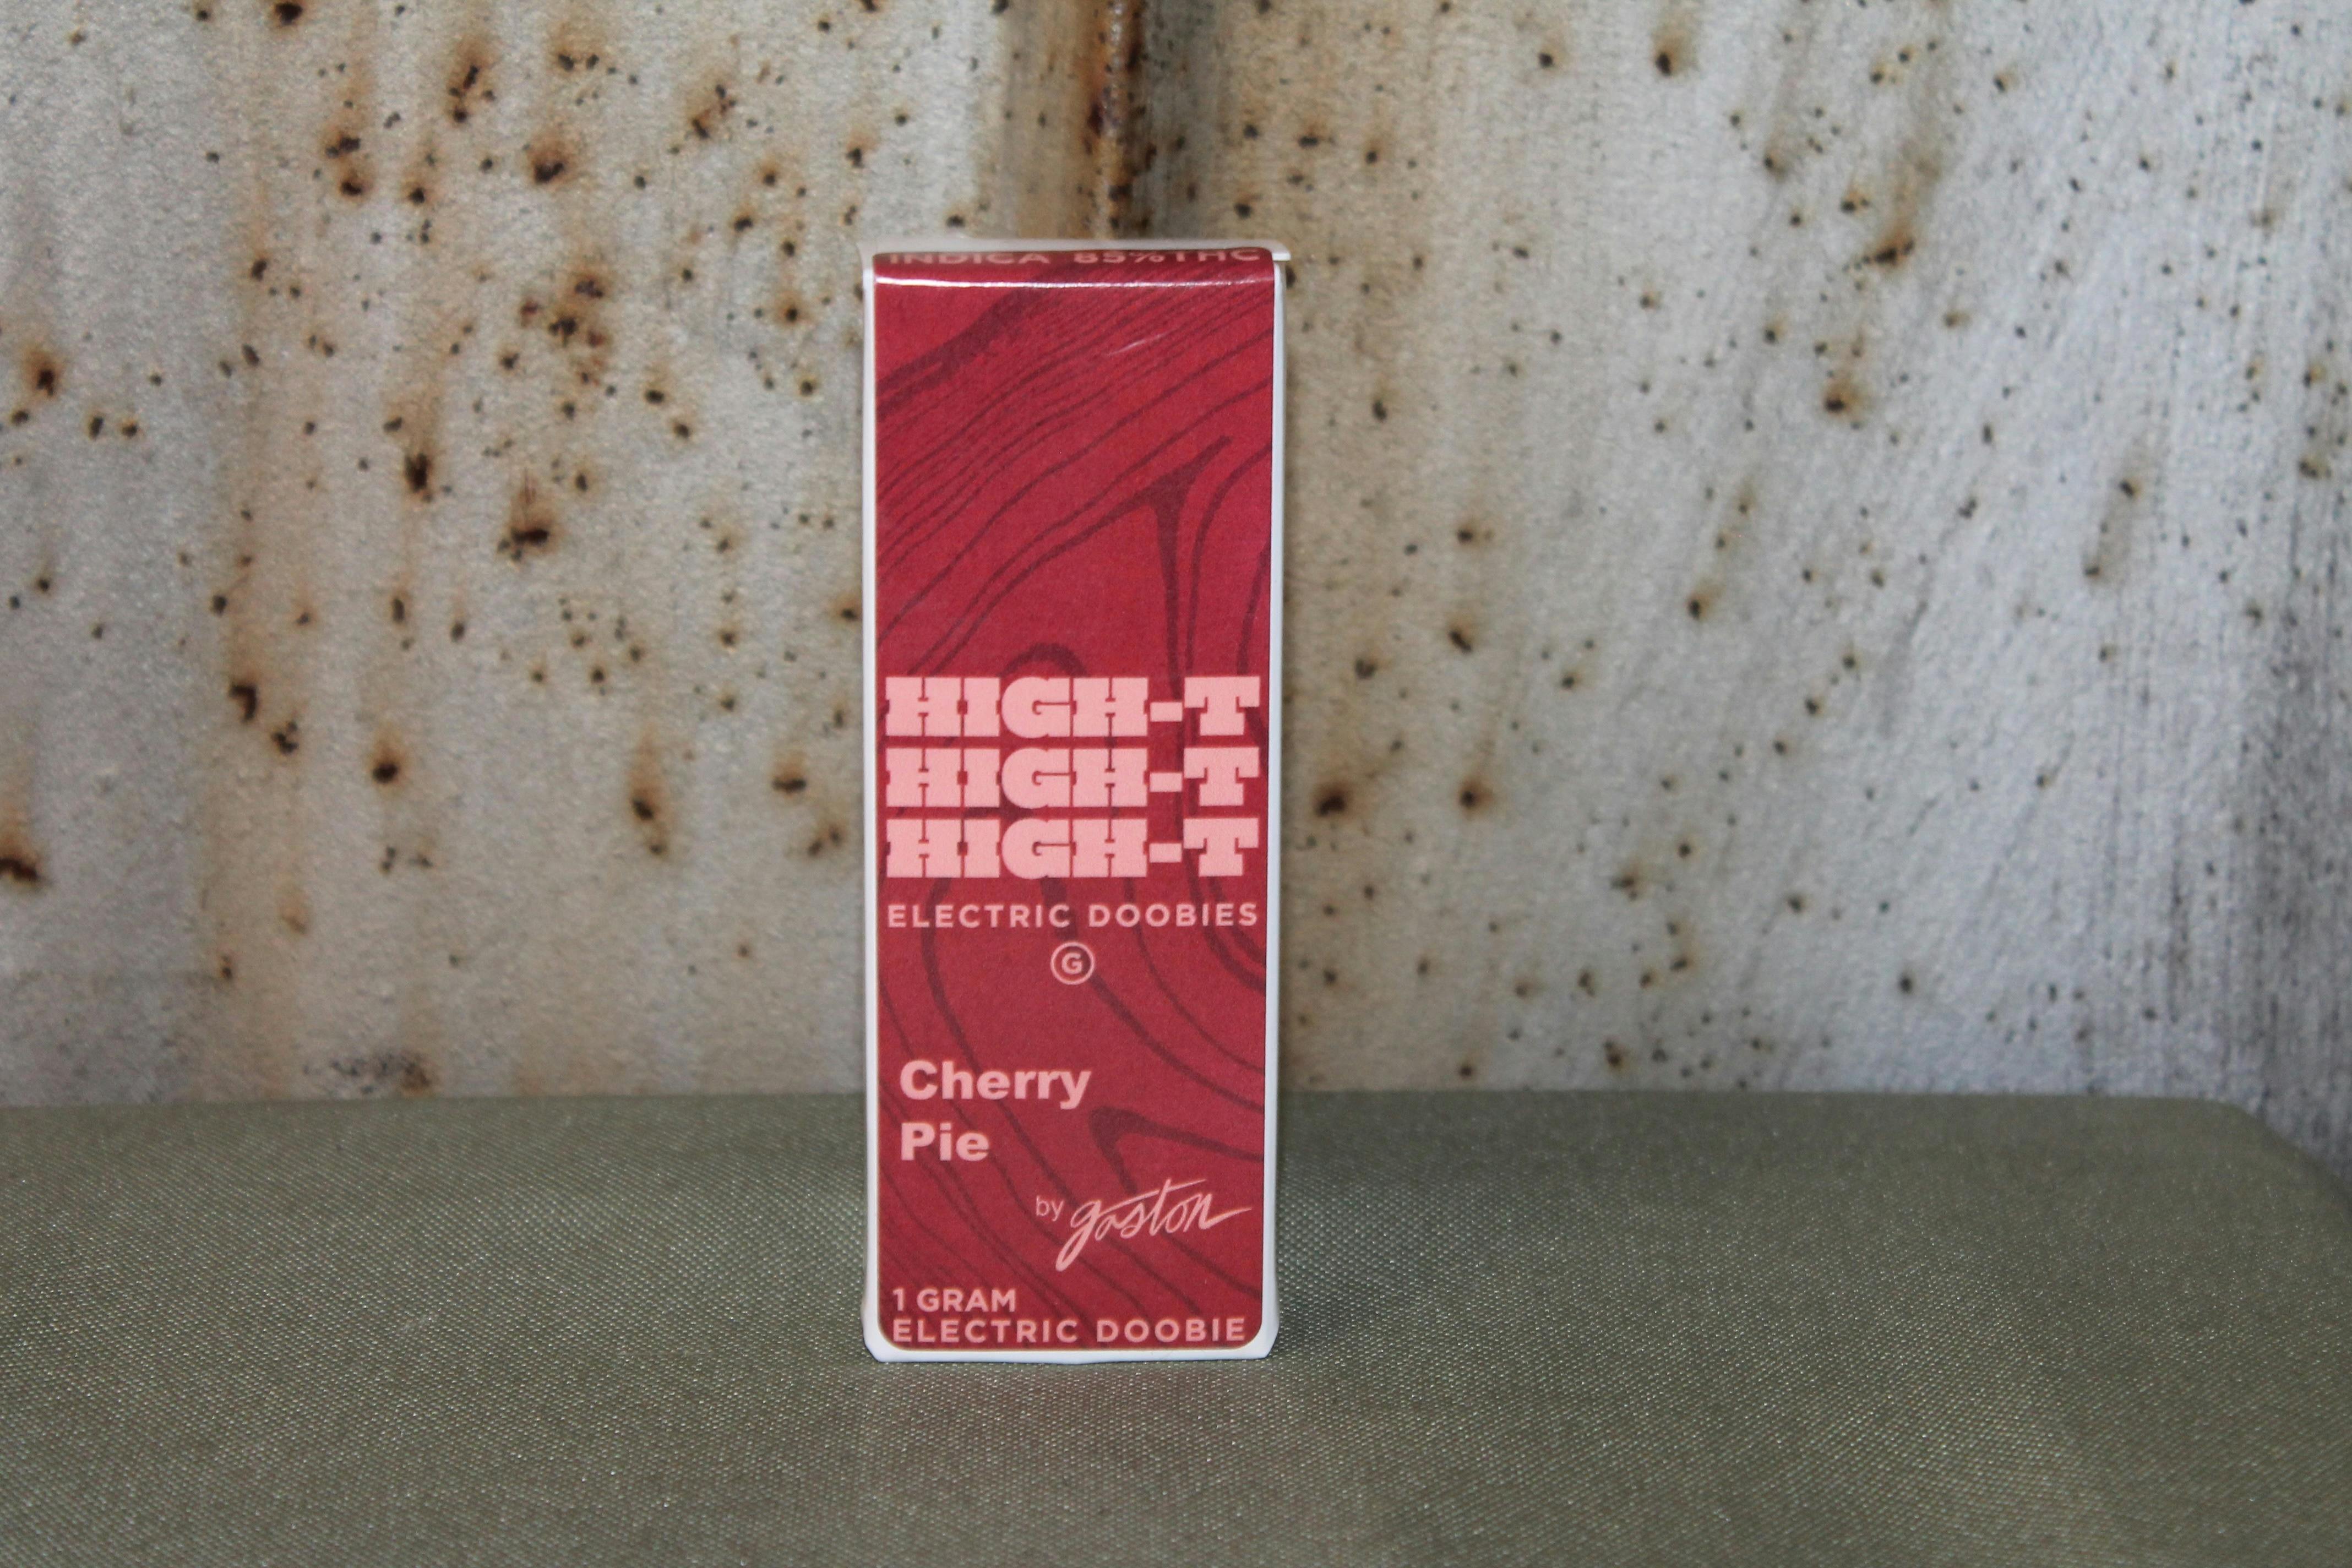 INDICA 85% THC
HIGH-T
HIGH-T
HIGH-T
ELECTRIC DOOBIES
G
Cherry
Pie
by gaston
1 GRAM
ELECTRIC DOOBIE